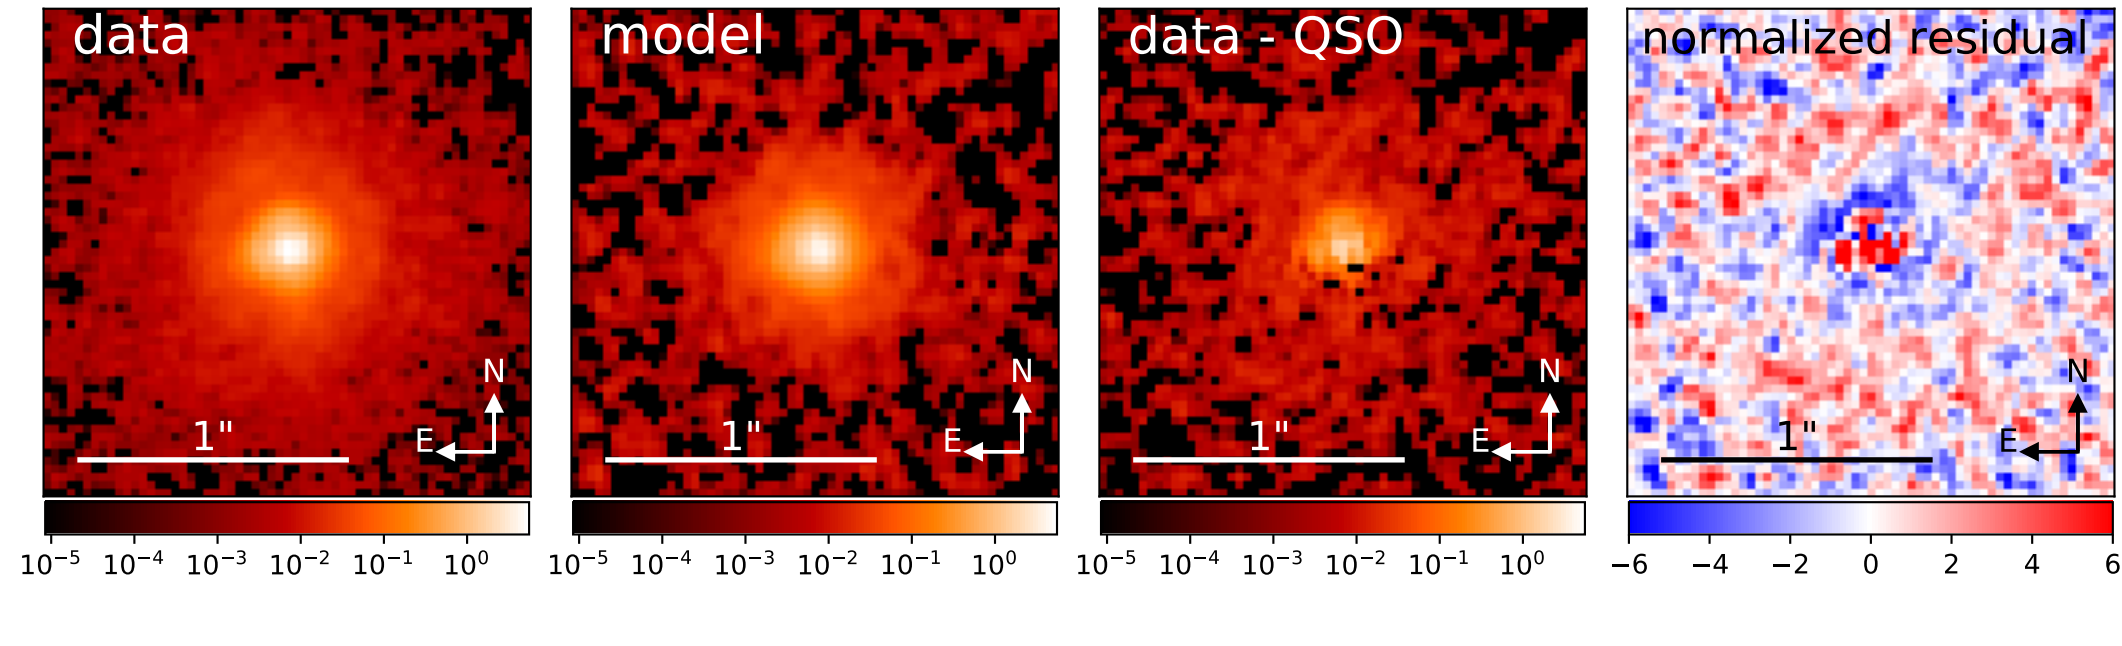 data
model
data - QSO
normalized residual
N
E
1"
N
E
1"
N
E
1"
N
E
1"
10⁻⁵ 10⁻⁴ 10⁻³ 10⁻² 10⁻¹ 10⁰
10⁻⁵ 10⁻⁴ 10⁻³ 10⁻² 10⁻¹ 10⁰
10⁻⁵ 10⁻⁴ 10⁻³ 10⁻² 10⁻¹ 10⁰
−6 −4 −2 0 2 4 6